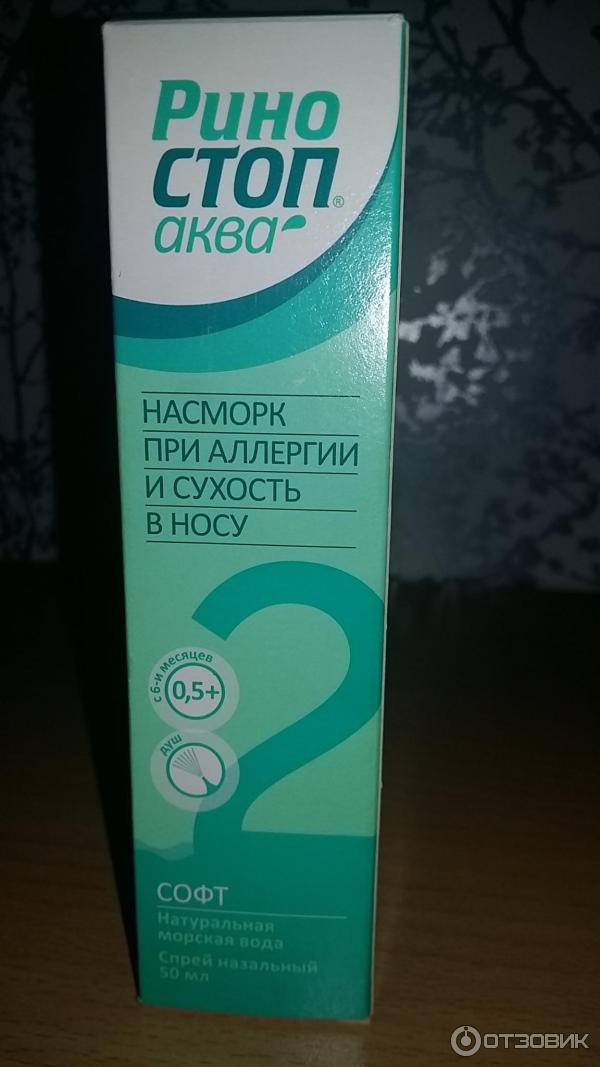 Рино
СТОП®
аква
НАСМОРК
ПРИ АЛЛЕРГИИ
И СУХОСТЬ
В НОСУ
2
с 6-и месяцев
0,5+
душ
СОФТ
Натуральная
морская вода
Спрей назальный
50 мл
ОТЗОВИК